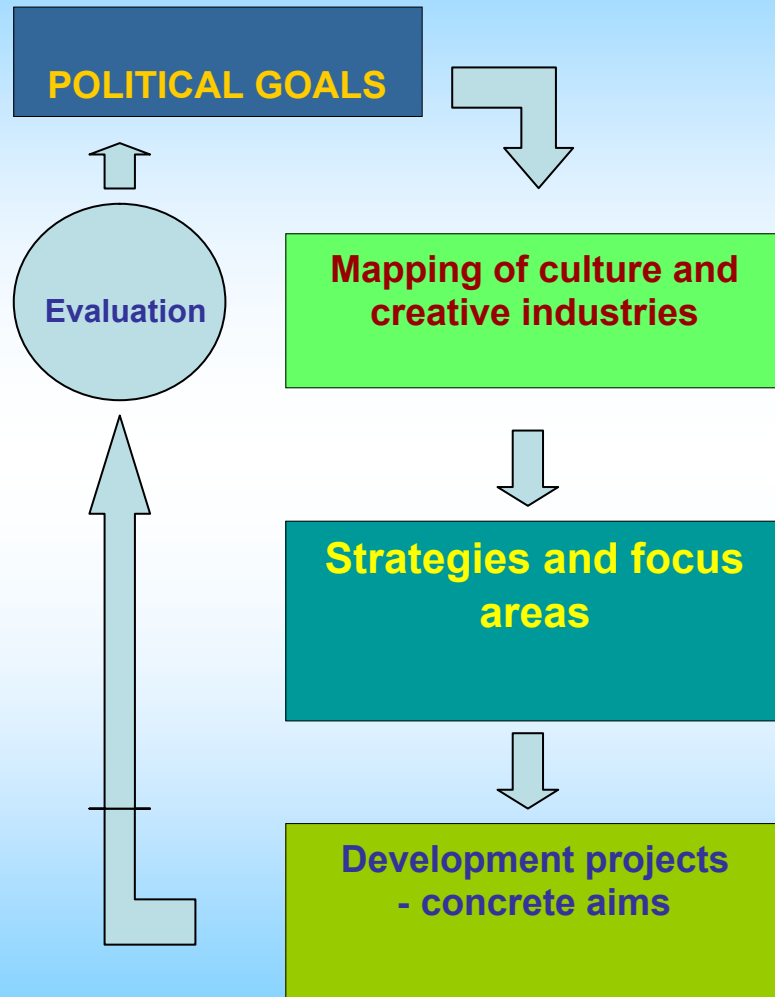 POLITICAL GOALS
Mapping of culture and
creative industries
Evaluation
Strategies and focus
areas
Development projects
- concrete aims